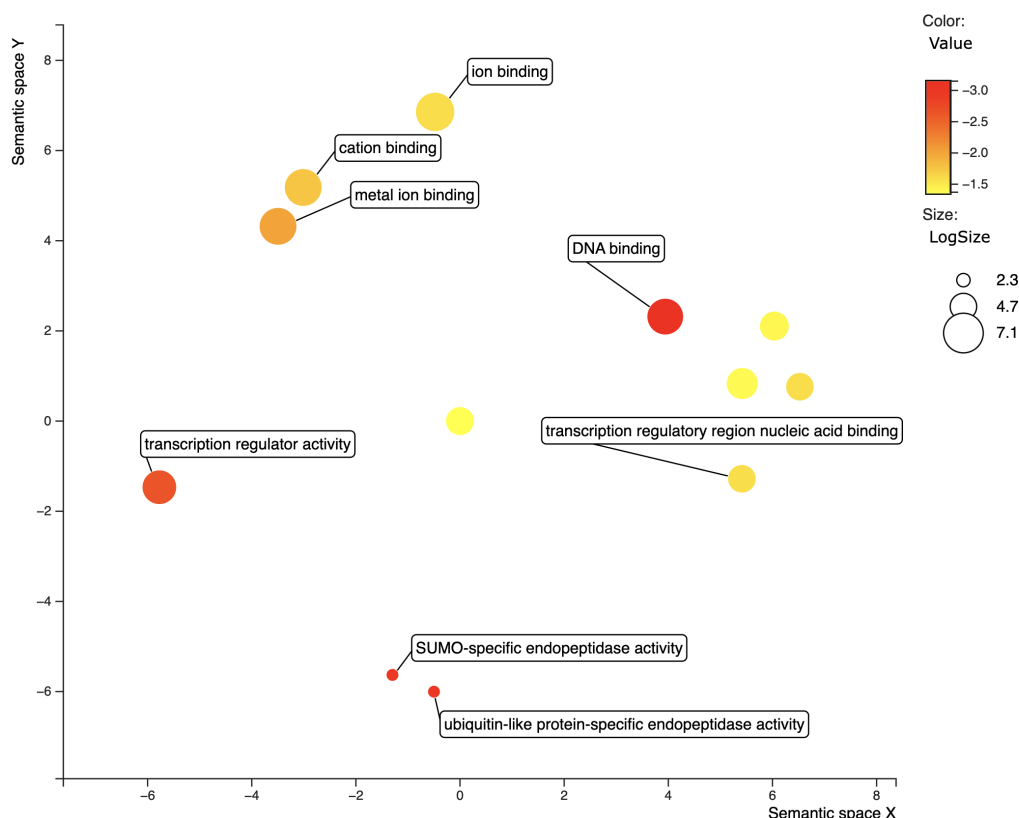 Color:
Value
−3.0
−2.5
−2.0
−1.5
Size:
LogSize
2.3
4.7
7.1
Semantic space Y
8
6
4
2
0
−2
−4
−6
ion binding
cation binding
metal ion binding
DNA binding
transcription regulatory region nucleic acid binding
transcription regulator activity
SUMO-specific endopeptidase activity
ubiquitin-like protein-specific endopeptidase activity
−6
−4
−2
0
2
4
6
8
Semantic space X